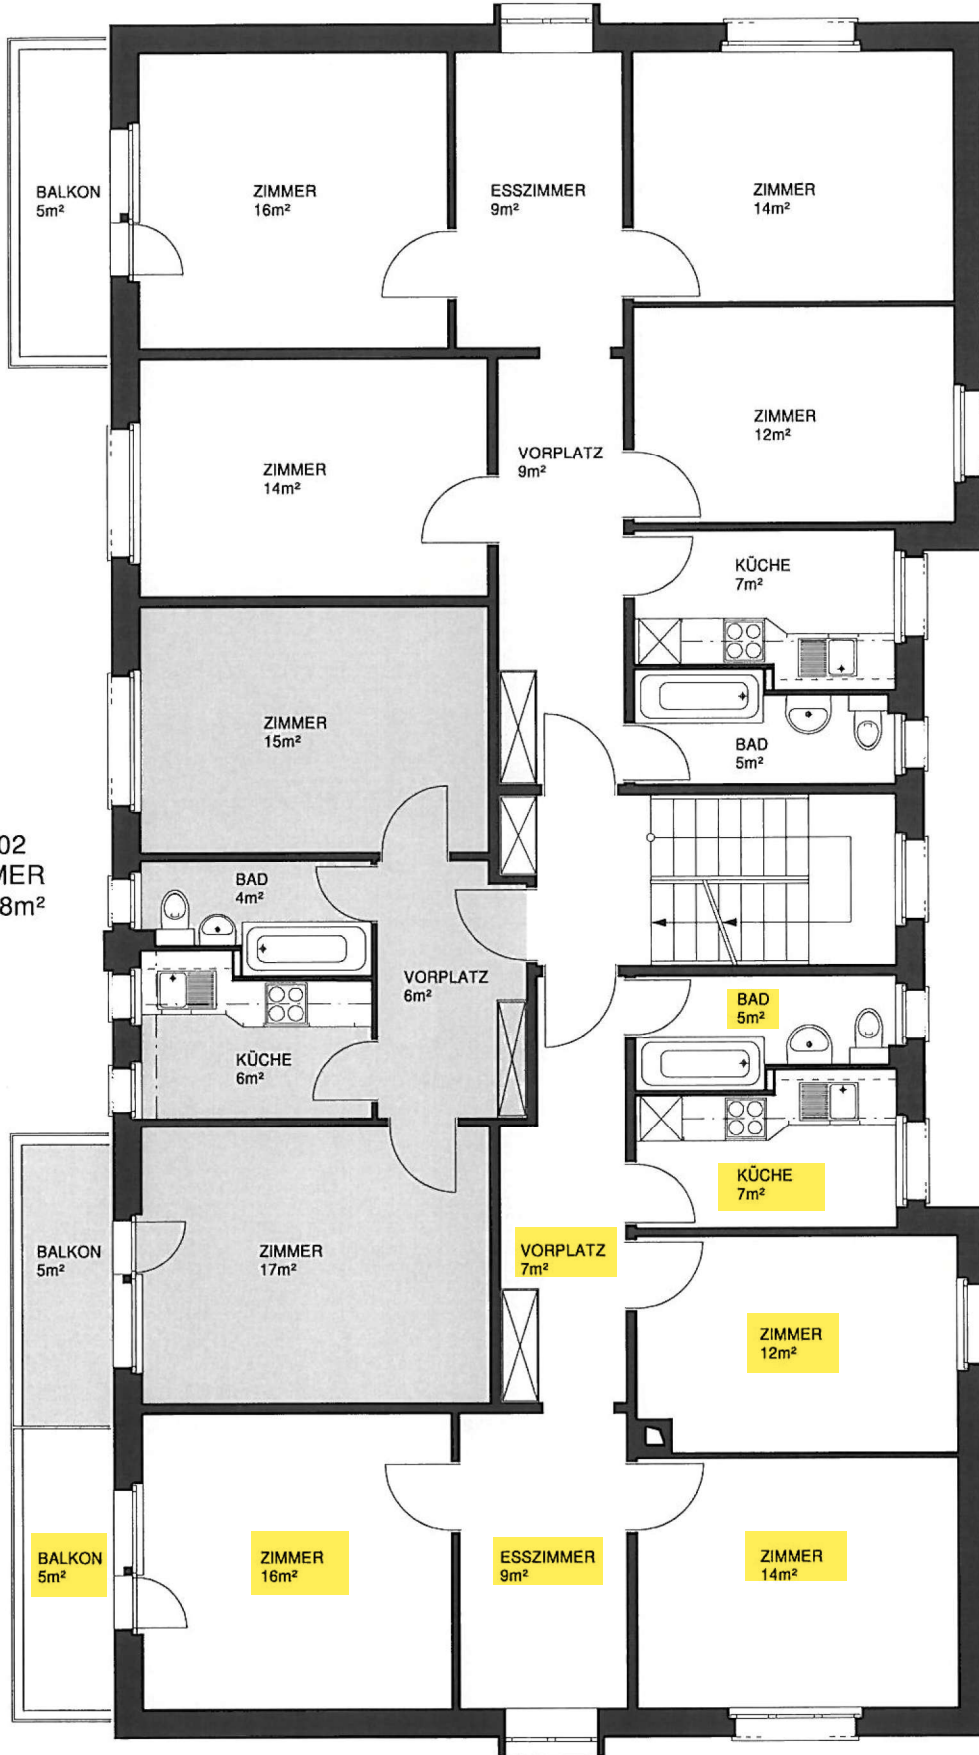 BALKON
5m²
ZIMMER
16m²
ESSZIMMER
9m²
ZIMMER
14m²
ZIMMER
12m²
ZIMMER
14m²
VORPLATZ
9m²
KÜCHE
7m²
ZIMMER
15m²
BAD
5m²
02
MER
8m²
BAD
4m²
VORPLATZ
6m²
KÜCHE
6m²
BAD
5m²
KÜCHE
7m²
BALKON
5m²
ZIMMER
17m²
VORPLATZ
7m²
ZIMMER
12m²
BALKON
5m²
ZIMMER
16m²
ESSZIMMER
9m²
ZIMMER
14m²